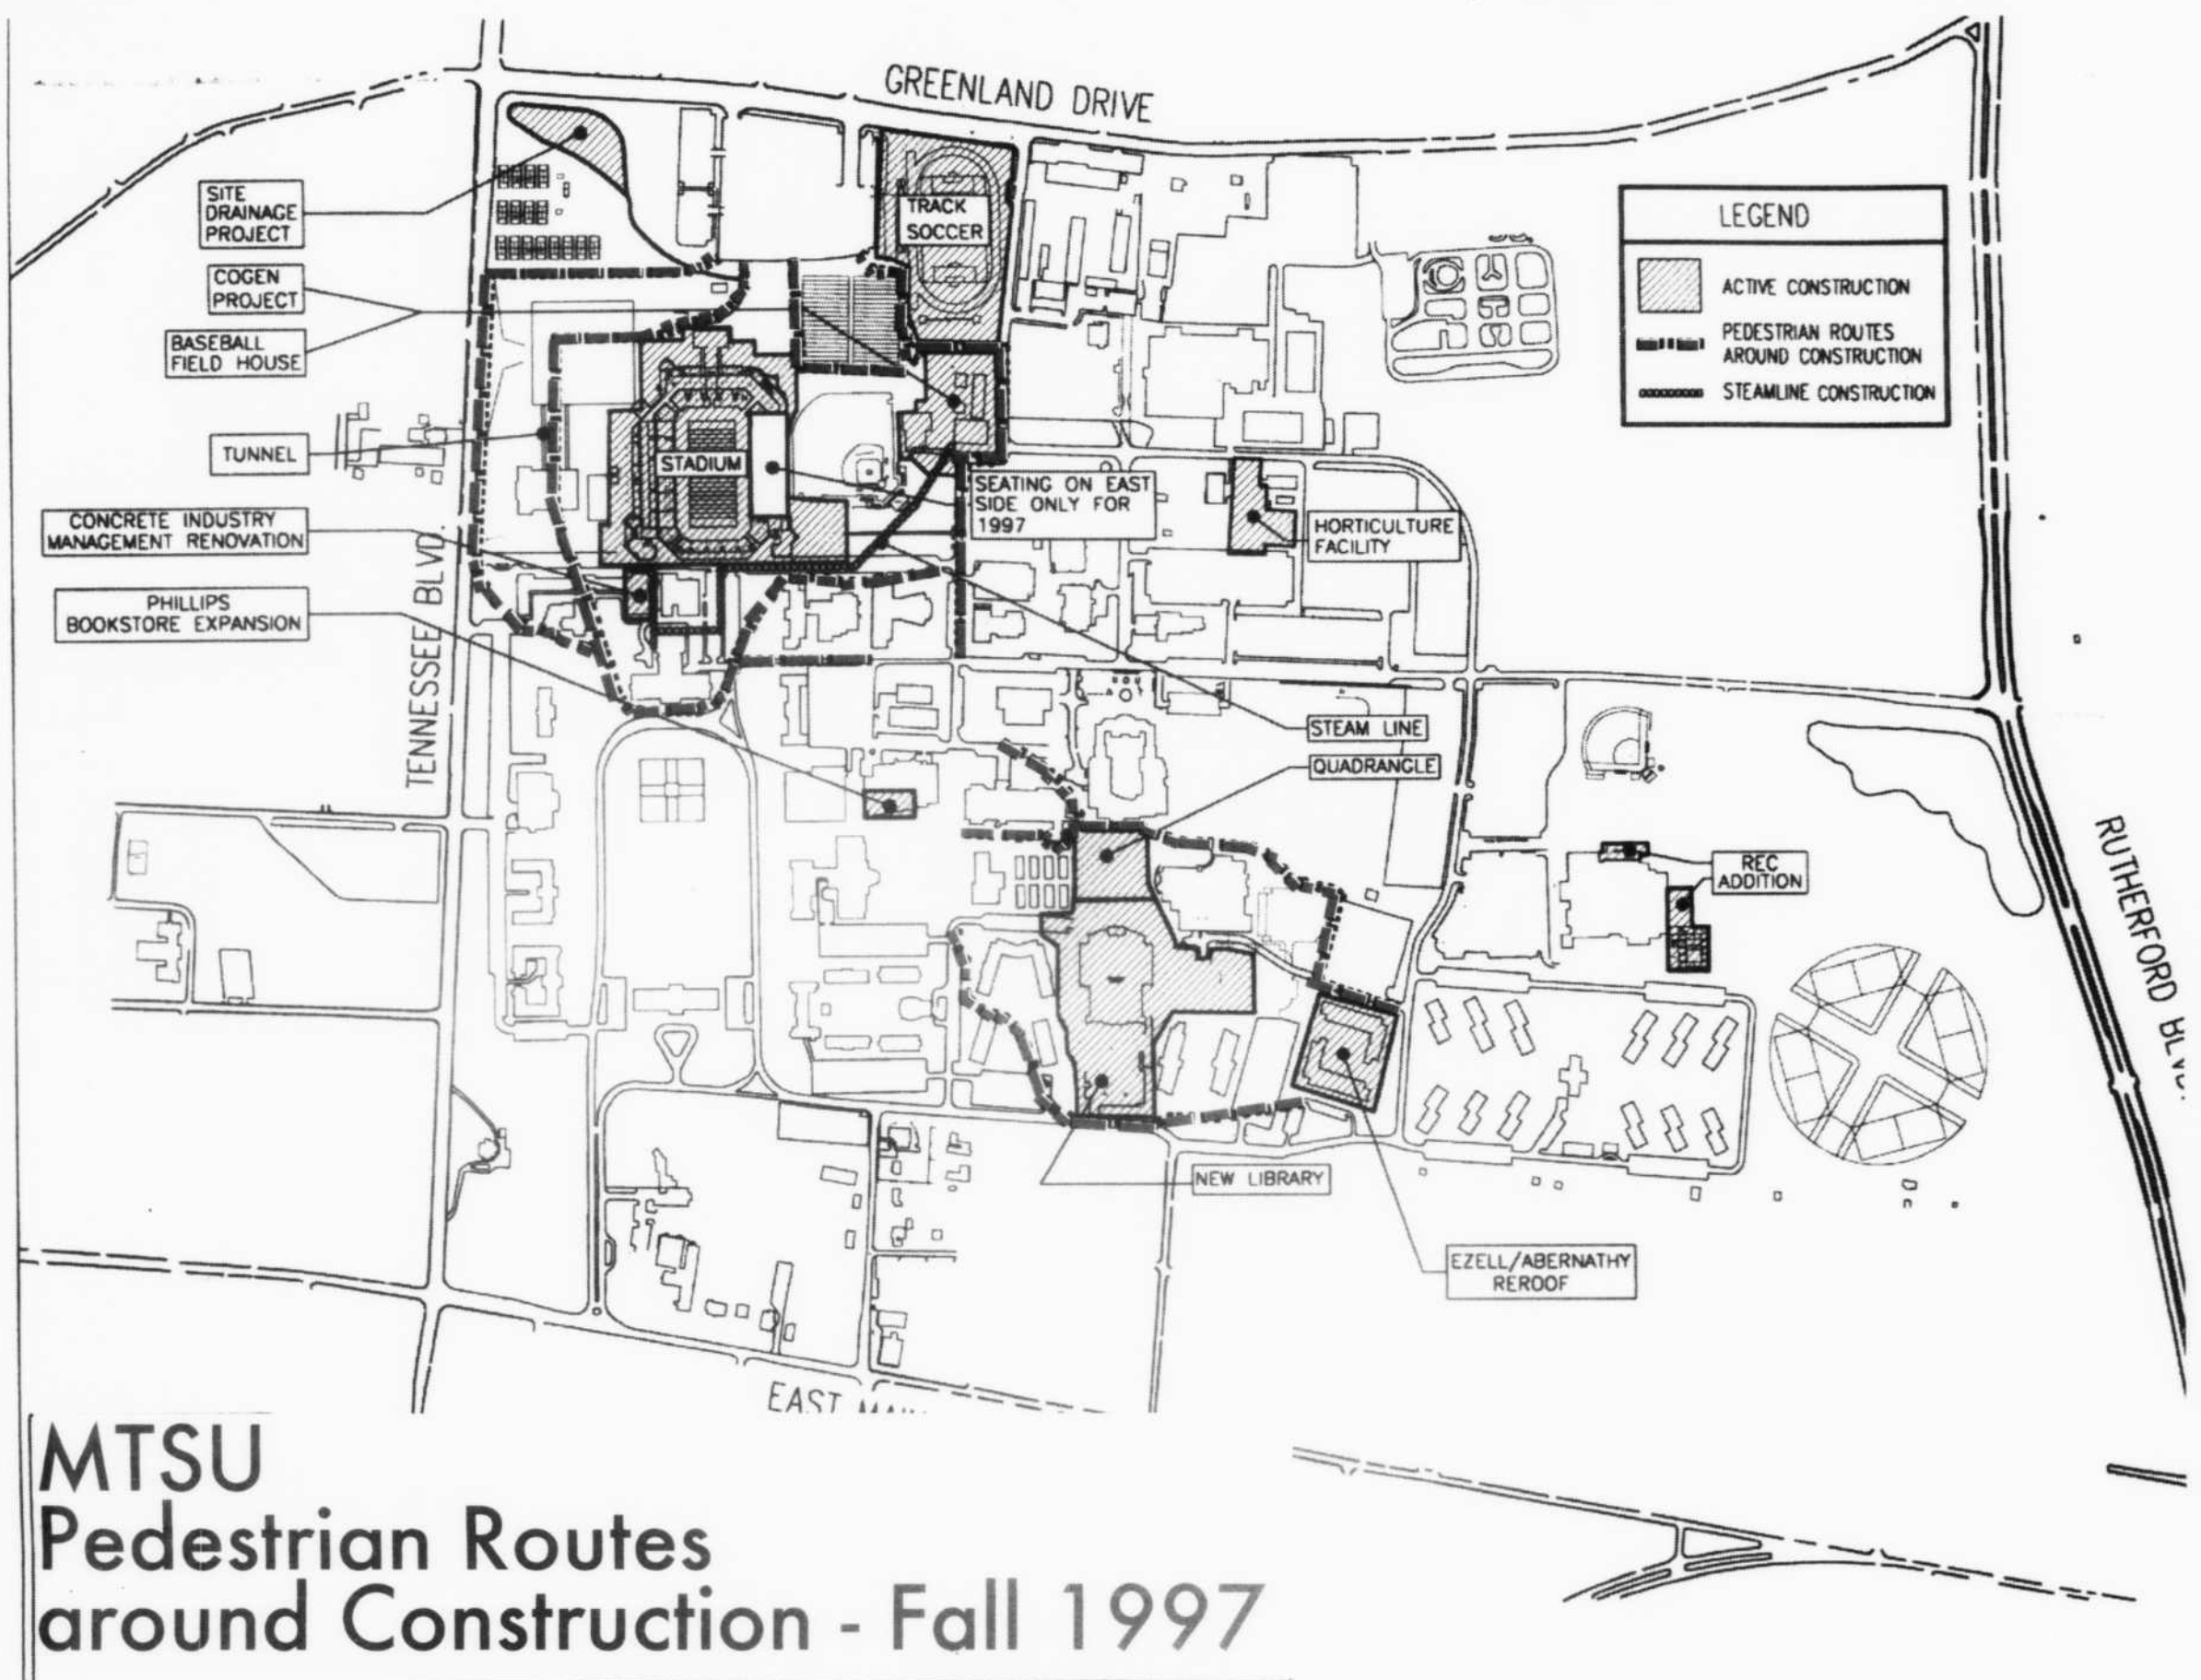 GREENLAND DRIVE
SITE
DRAINAGE
PROJECT
COGEN
PROJECT
BASEBALL
FIELD HOUSE
TUNNEL
CONCRETE INDUSTRY
MANAGEMENT RENOVATION
PHILLIPS
BOOKSTORE EXPANSION
TENNESSEE BLVD.
TRACK
SOCCER
STADIUM
SEATING ON EAST
SIDE ONLY FOR
1997
HORTICULTURE
FACILITY
LEGEND
ACTIVE CONSTRUCTION
PEDESTRIAN ROUTES
AROUND CONSTRUCTION
STEAMLINE CONSTRUCTION
STEAM LINE
QUADRANGLE
REC
ADDITION
RUTHERFORD BLVD.
NEW LIBRARY
EZELL/ABERNATHY
REROOF
EAST MAIN
MTSU
Pedestrian Routes
around Construction - Fall 1997